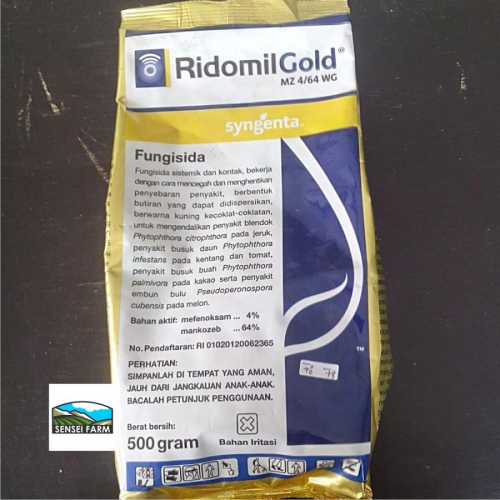 RidomilGold®
MZ 4/64 WG
syngenta.
Fungisida
Fungisida sistemik dan kontak, bekerja
dengan cara mencegah dan menghentikan
penyebaran penyakit, berbentuk
butiran yang dapat didispersikan,
berwarna kuning kecoklat-coklatan,
untuk mengendalikan penyakit blendok
Phytophthora citrophthora pada jeruk,
penyakit busuk daun Phytophthora
infestans pada kentang dan tomat,
penyakit busuk buah Phytophthora
palmivora pada kakao serta penyakit
embun bulu Pseudoperonospora
cubensis pada melon.
Bahan aktif: mefenoksam ... 4%
mankozeb ... 64%
No. Pendaftaran: RI 01020120062365
PERHATIAN:
SIMPANLAH DI TEMPAT YANG AMAN,
JAUH DARI JANGKAUAN ANAK-ANAK.
BACALAH PETUNJUK PENGGUNAAN.
Berat bersih:
500 gram
Bahan Iritasi
TM
SENSEI FARM